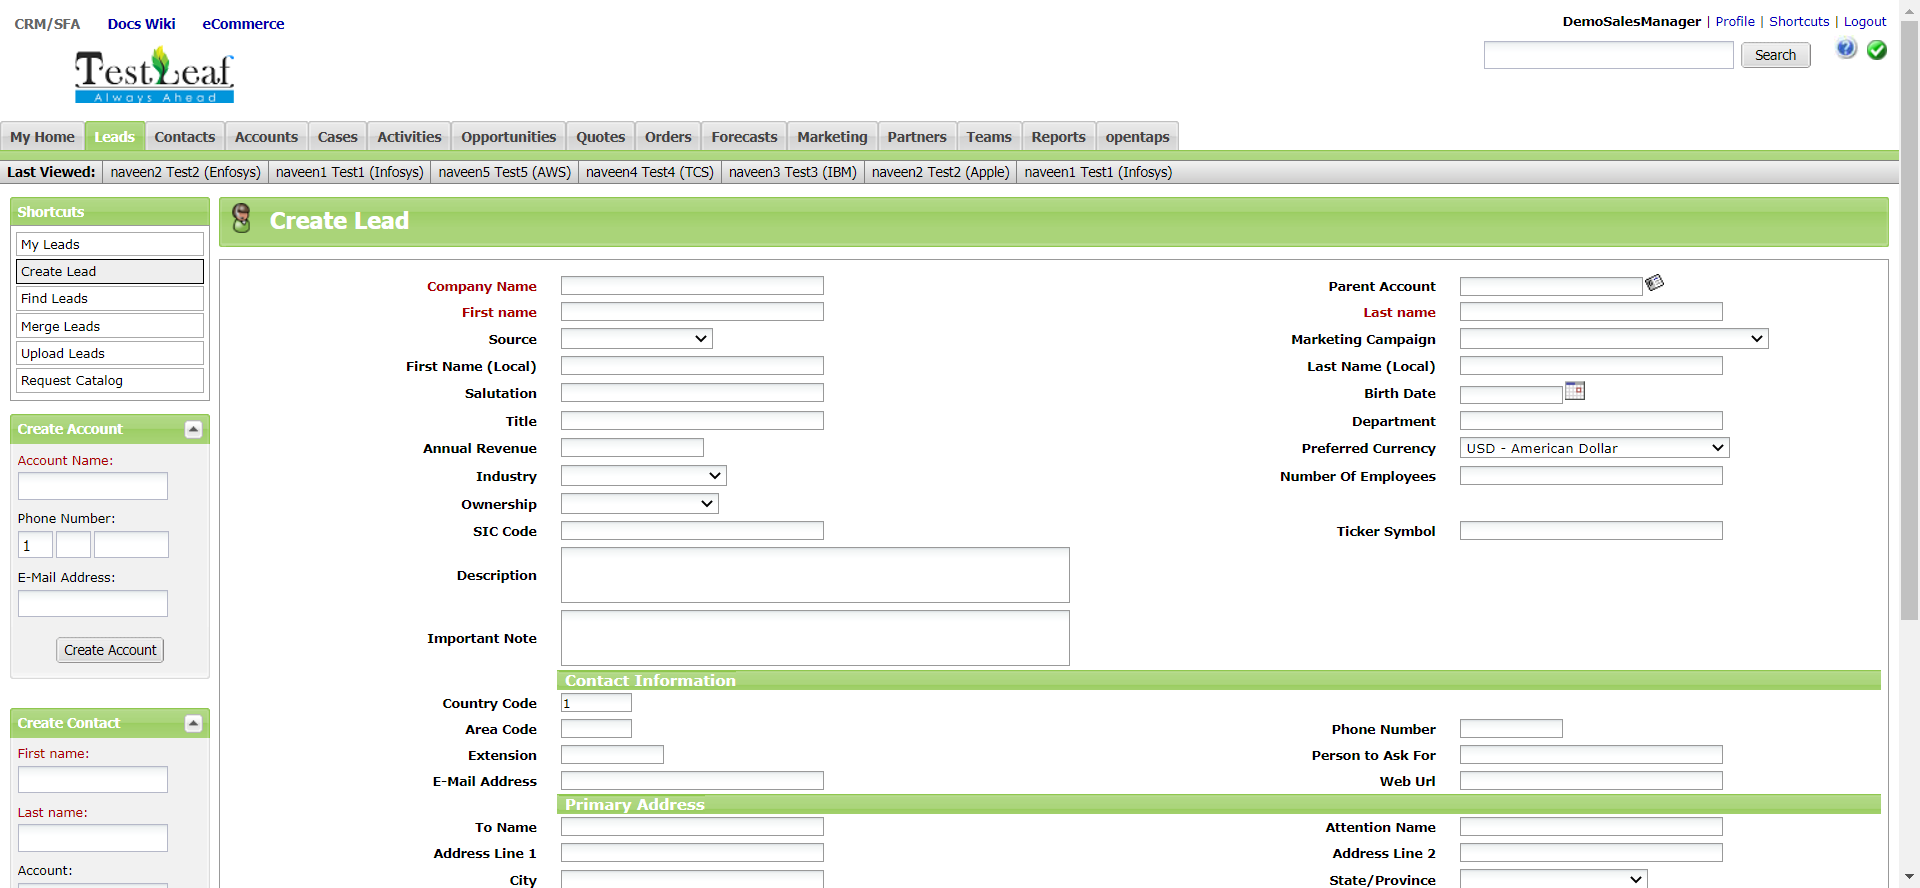 CRM/SFA Docs Wiki eCommerce
DemoSalesManager | Profile | Shortcuts | Logout
TestLeaf
Always Ahead
Search
My Home Leads Contacts Accounts Cases Activities Opportunities Quotes Orders Forecasts Marketing Partners Teams Reports opentaps
Last Viewed: naveen2 Test2 (Enfosys) naveen1 Test1 (Infosys) naveen5 Test5 (AWS) naveen4 Test4 (TCS) naveen3 Test3 (IBM) naveen2 Test2 (Apple) naveen1 Test1 (Infosys)
Shortcuts
My Leads
Create Lead
Find Leads
Merge Leads
Upload Leads
Request Catalog
Create Account
Account Name:
Phone Number:
1
E-Mail Address:
Create Account
Create Contact
First name:
Last name:
Account:
Create Lead
Company Name Parent Account
First name Last name
Source Marketing Campaign
First Name (Local) Last Name (Local)
Salutation Birth Date
Title Department
Annual Revenue Preferred Currency USD - American Dollar
Industry Number Of Employees
Ownership
SIC Code Ticker Symbol
Description
Important Note
Contact Information
Country Code 1
Area Code Phone Number
Extension Person to Ask For
E-Mail Address Web Url
Primary Address
To Name Attention Name
Address Line 1 Address Line 2
City State/Province